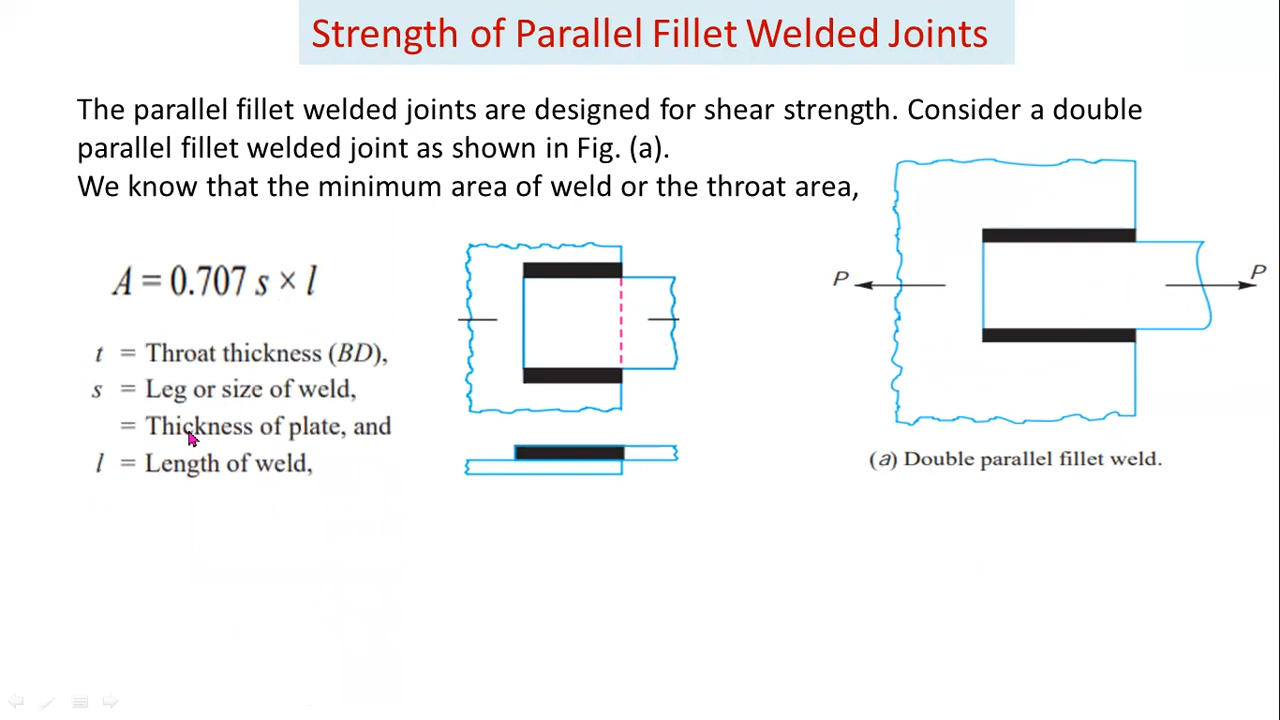 Strength of Parallel Fillet Welded Joints
The parallel fillet welded joints are designed for shear strength. Consider a double
parallel fillet welded joint as shown in Fig. (a).
We know that the minimum area of weld or the throat area,
A = 0.707 s × l
t = Throat thickness (BD),
s = Leg or size of weld,
= Thickness of plate, and
l = Length of weld,
P
P
(a) Double parallel fillet weld.